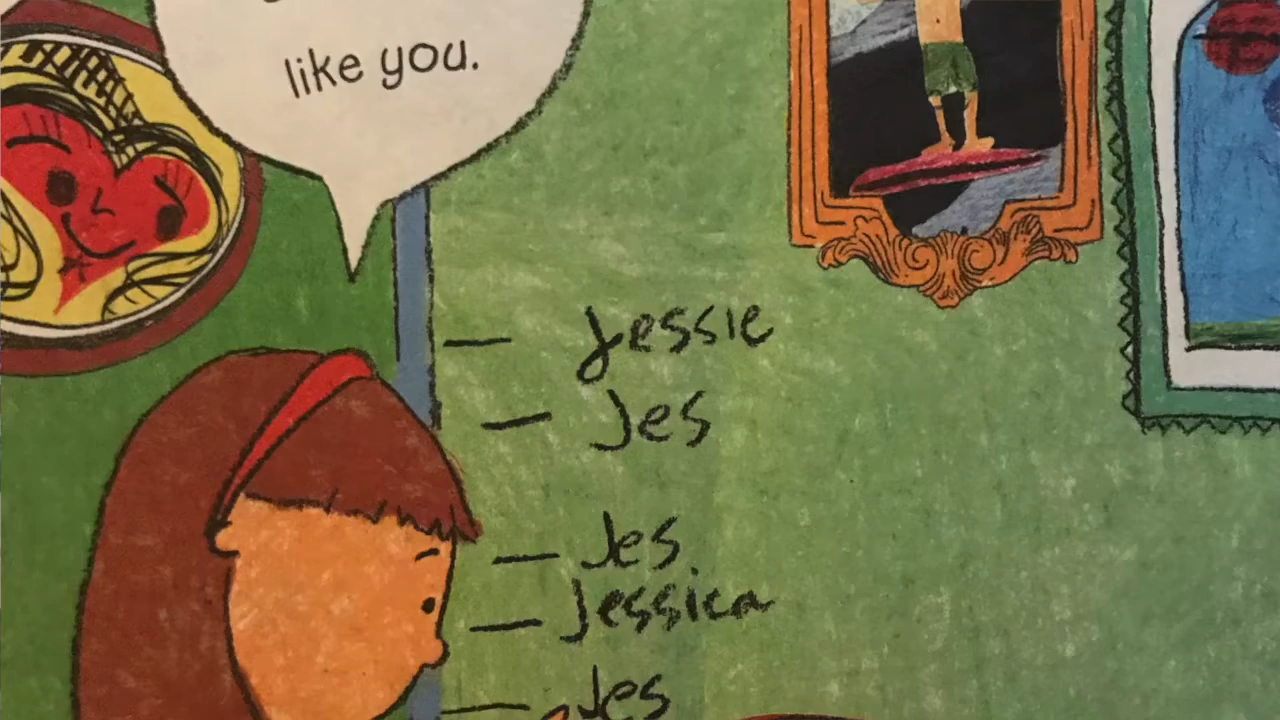 like you.
— Jessie
— Jes
— Jes.
— Jessica
— Jes